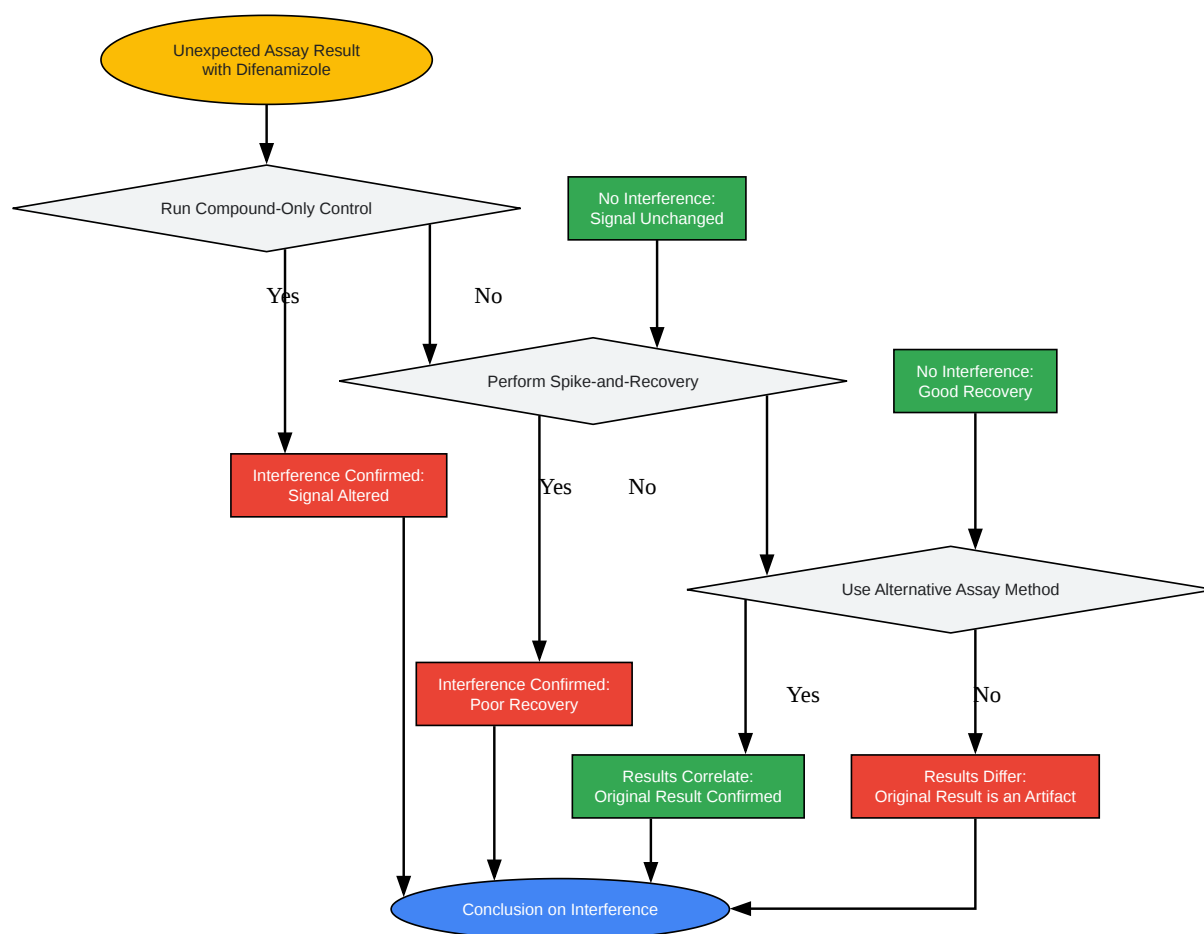 Unexpected Assay Result
with Difenamizole
Run Compound-Only Control
No Interference:
Signal Unchanged
Yes
No
Perform Spike-and-Recovery
No Interference:
Good Recovery
Interference Confirmed:
Signal Altered
Yes
No
Use Alternative Assay Method
Interference Confirmed:
Poor Recovery
Yes
No
Results Correlate:
Original Result Confirmed
Results Differ:
Original Result is an Artifact
Conclusion on Interference